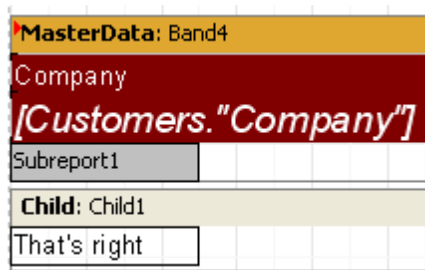 MasterData: Band4
Company
[Customers."Company"]
Subreport1
Child: Child1
That's right